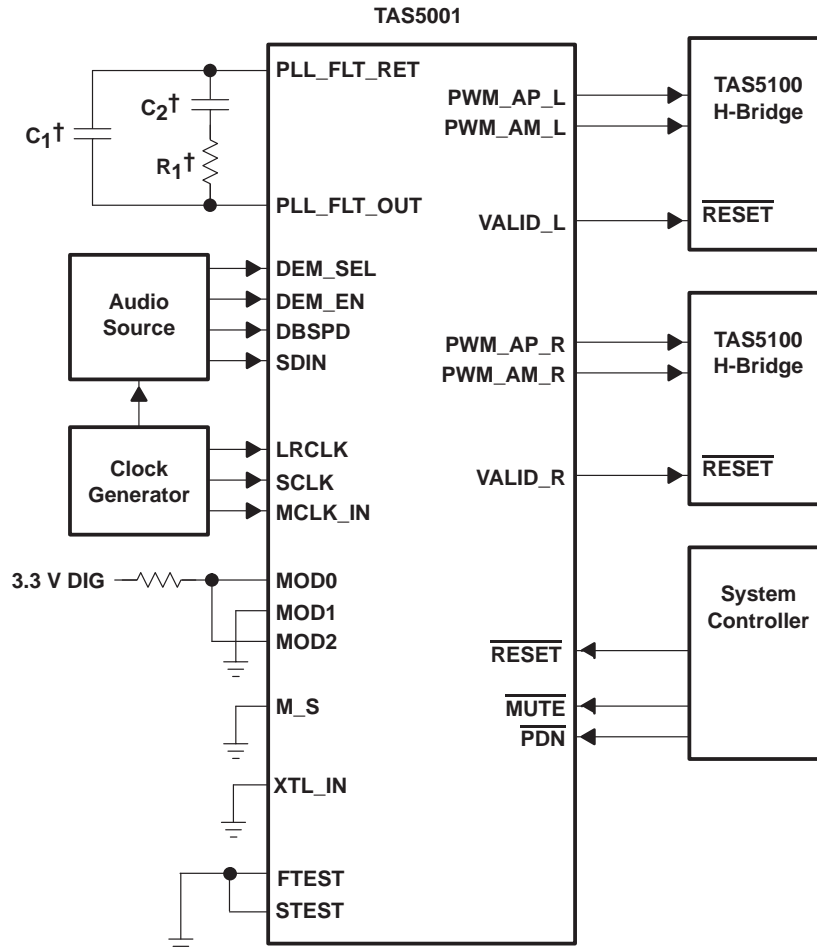 TAS5001
PLL_FLT_RET
C2†
C1†
R1†
PLL_FLT_OUT
Audio
Source
DEM_SEL
DEM_EN
DBSPD
SDIN
Clock
Generator
LRCLK
SCLK
MCLK_IN
3.3 V DIG
MOD0
MOD1
MOD2
M_S
XTL_IN
FTEST
STEST
PWM_AP_L
PWM_AM_L
VALID_L
TAS5100
H-Bridge
RESET
PWM_AP_R
PWM_AM_R
VALID_R
TAS5100
H-Bridge
RESET
RESET
MUTE
PDN
System
Controller